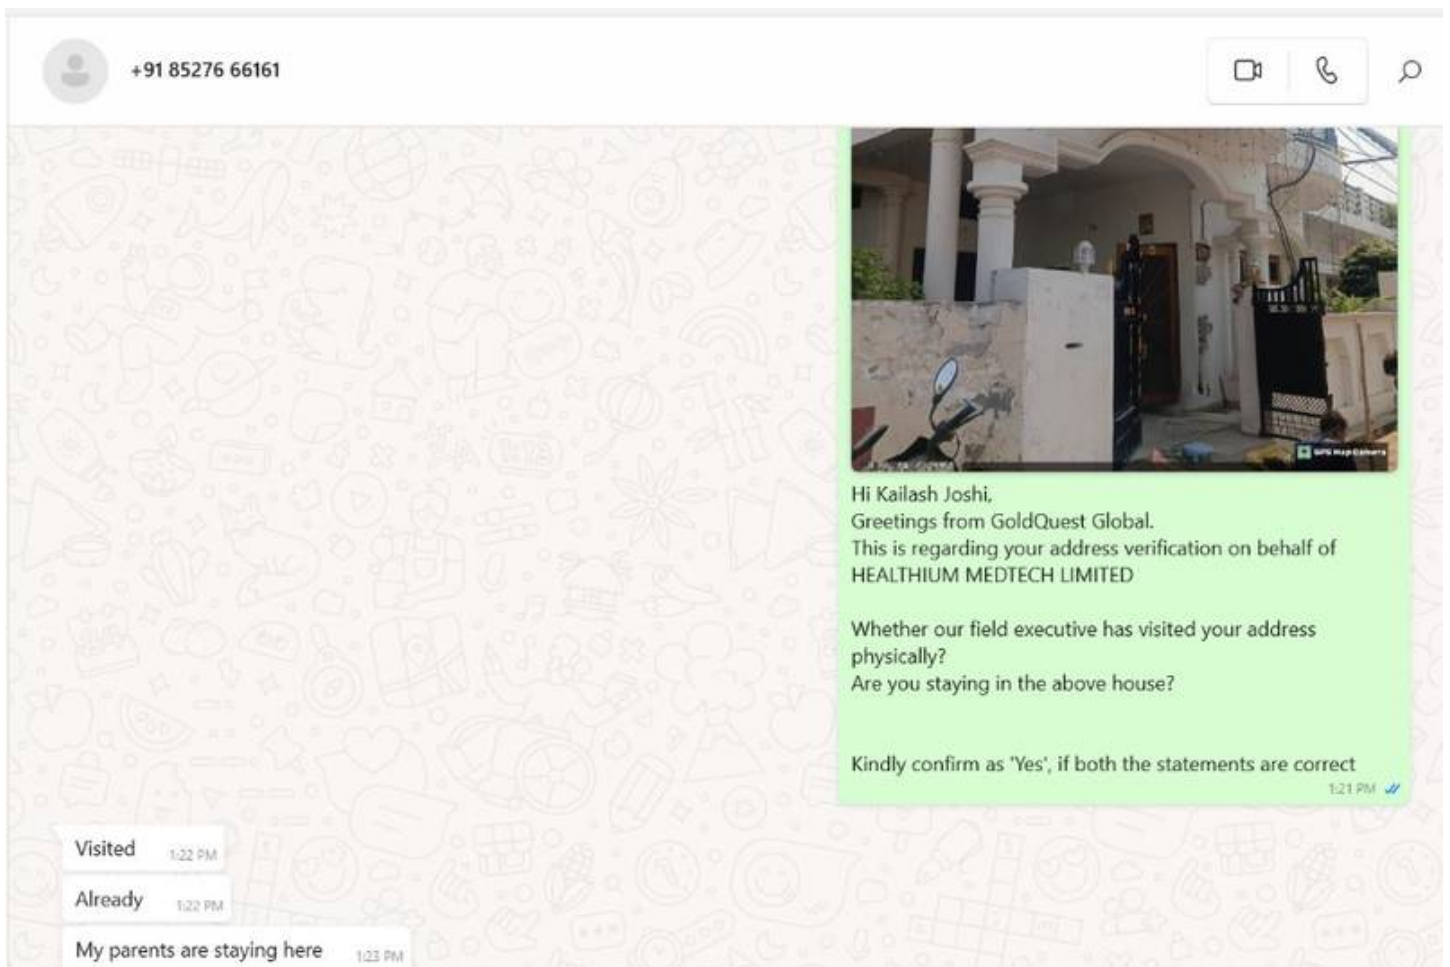 +91 85276 66161
GPS Map Camera
Hi Kailash Joshi,
Greetings from GoldQuest Global.
This is regarding your address verification on behalf of
HEALTHIUM MEDTECH LIMITED
Whether our field executive has visited your address
physically?
Are you staying in the above house?
Kindly confirm as 'Yes', if both the statements are correct
1:21 PM
Visited 1:22 PM
Already 1:22 PM
My parents are staying here 1:23 PM